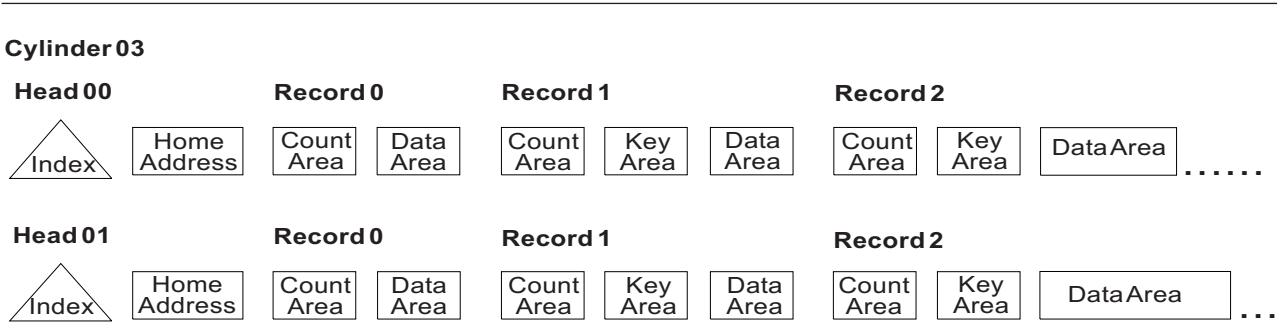 Cylinder 03
Head 00 Record 0 Record 1 Record 2
Index Home Address Count Area Data Area Count Area Key Area Data Area Count Area Key Area Data Area ......
Head 01 Record 0 Record 1 Record 2
Index Home Address Count Area Data Area Count Area Key Area Data Area Count Area Key Area Data Area ...